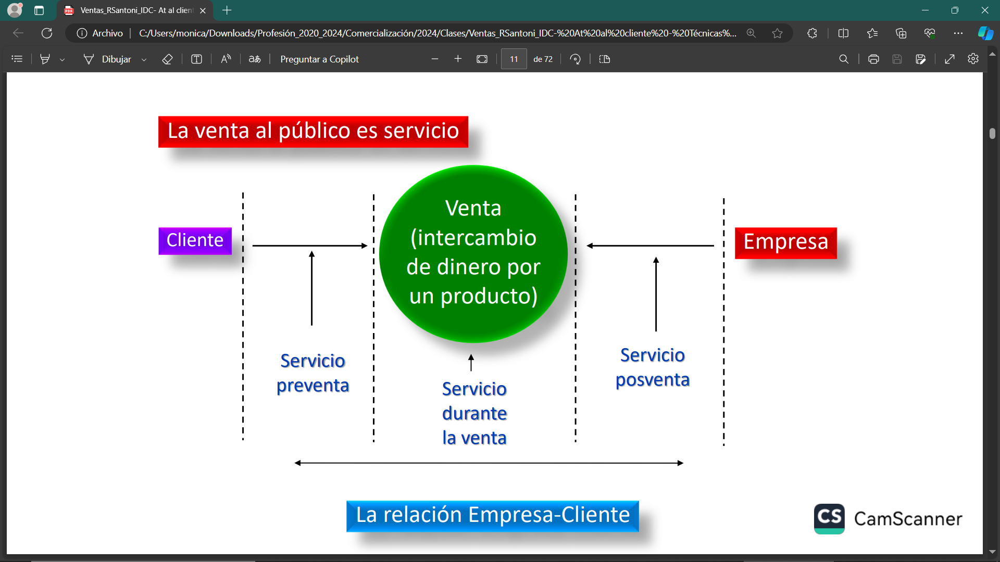 Ventas_RSantoni_IDC- At al client
Archivo
C:/Users/monica/Downloads/Profesión_2020_2024/Comercialización/2024/Clases/Ventas_RSantoni_IDC-%20At%20al%20cliente%20-%20Técnicas%...
Dibujar
aあ
Preguntar a Copilot
11
de 72
La venta al público es servicio
Cliente
Venta
(intercambio
de dinero por
un producto)
Empresa
Servicio
preventa
Servicio
durante
la venta
Servicio
posventa
La relación Empresa-Cliente
CS CamScanner